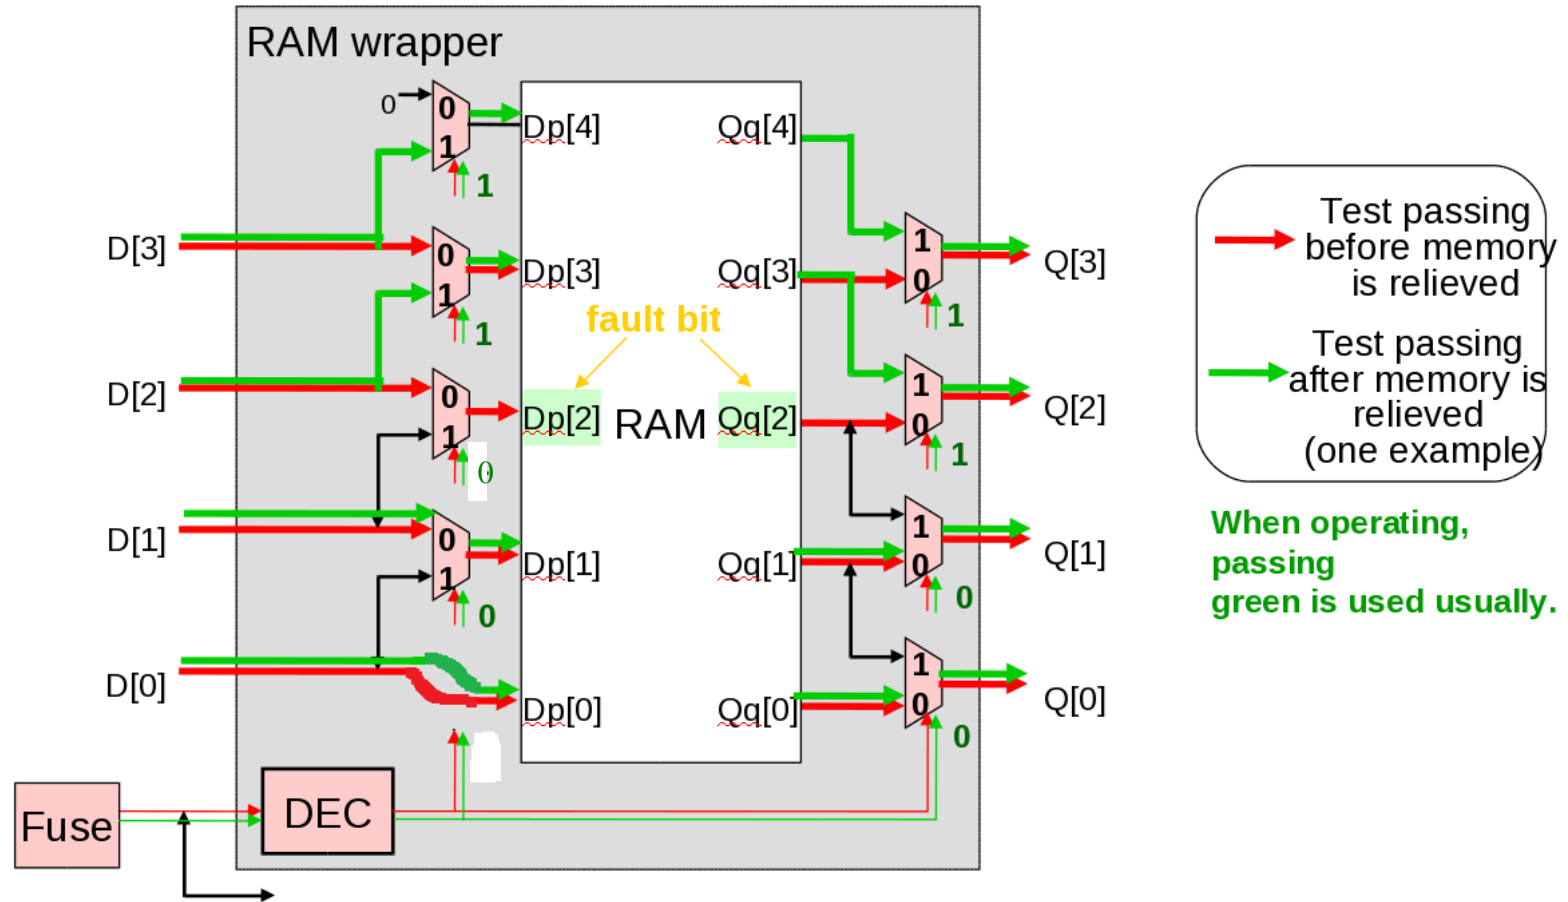 RAM wrapper
0
0
1
1
Dp[4]
Qq[4]
D[3]
0
1
1
Dp[3]
Qq[3]
1
0
1
Q[3]
fault bit
D[2]
0
1
0
Dp[2]
RAM
Qq[2]
1
0
1
Q[2]
D[1]
0
1
0
Dp[1]
Qq[1]
1
0
0
Q[1]
D[0]
Dp[0]
Qq[0]
1
0
0
Q[0]
Fuse
DEC
Test passing
before memory
is relieved
Test passing
after memory is
relieved
(one example)
When operating,
passing
green is used usually.